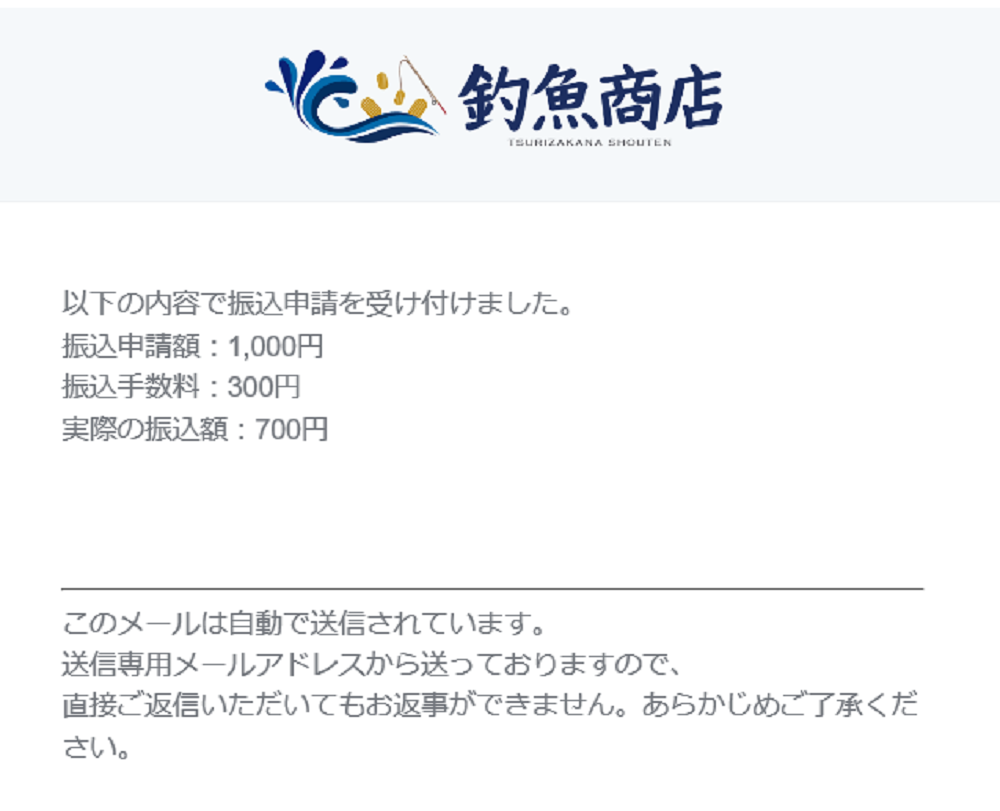 釣魚商店
TSURIZAKANA SHOUTEN
以下の内容で振込申請を受け付けました。
振込申請額：1,000円
振込手数料：300円
実際の振込額：700円
このメールは自動で送信されています。
送信専用メールアドレスから送っておりますので、
直接ご返信いただいてもお返事ができません。あらかじめご了承くだ
さい。